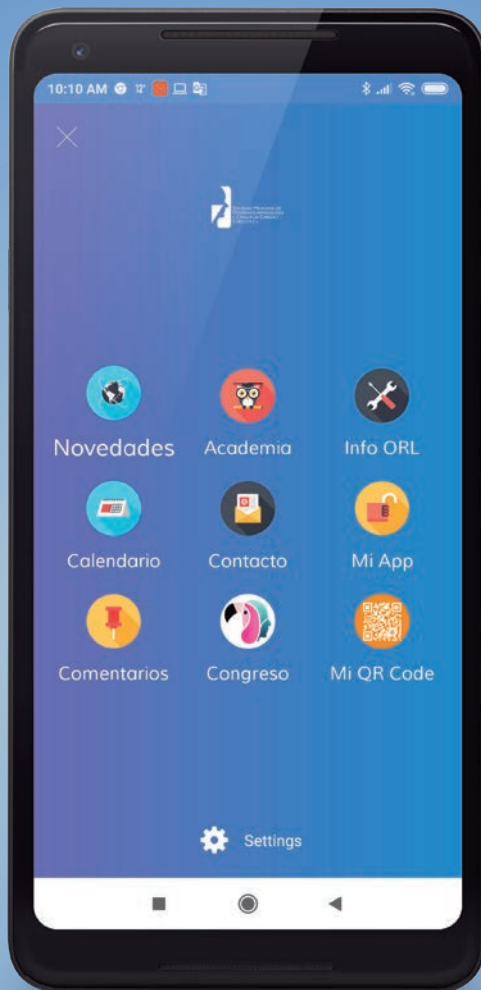 10:10 AM
Novedades
Academia
Info ORL
Calendario
Contacto
Mi App
Comentarios
Congreso
Mi QR Code
Settings